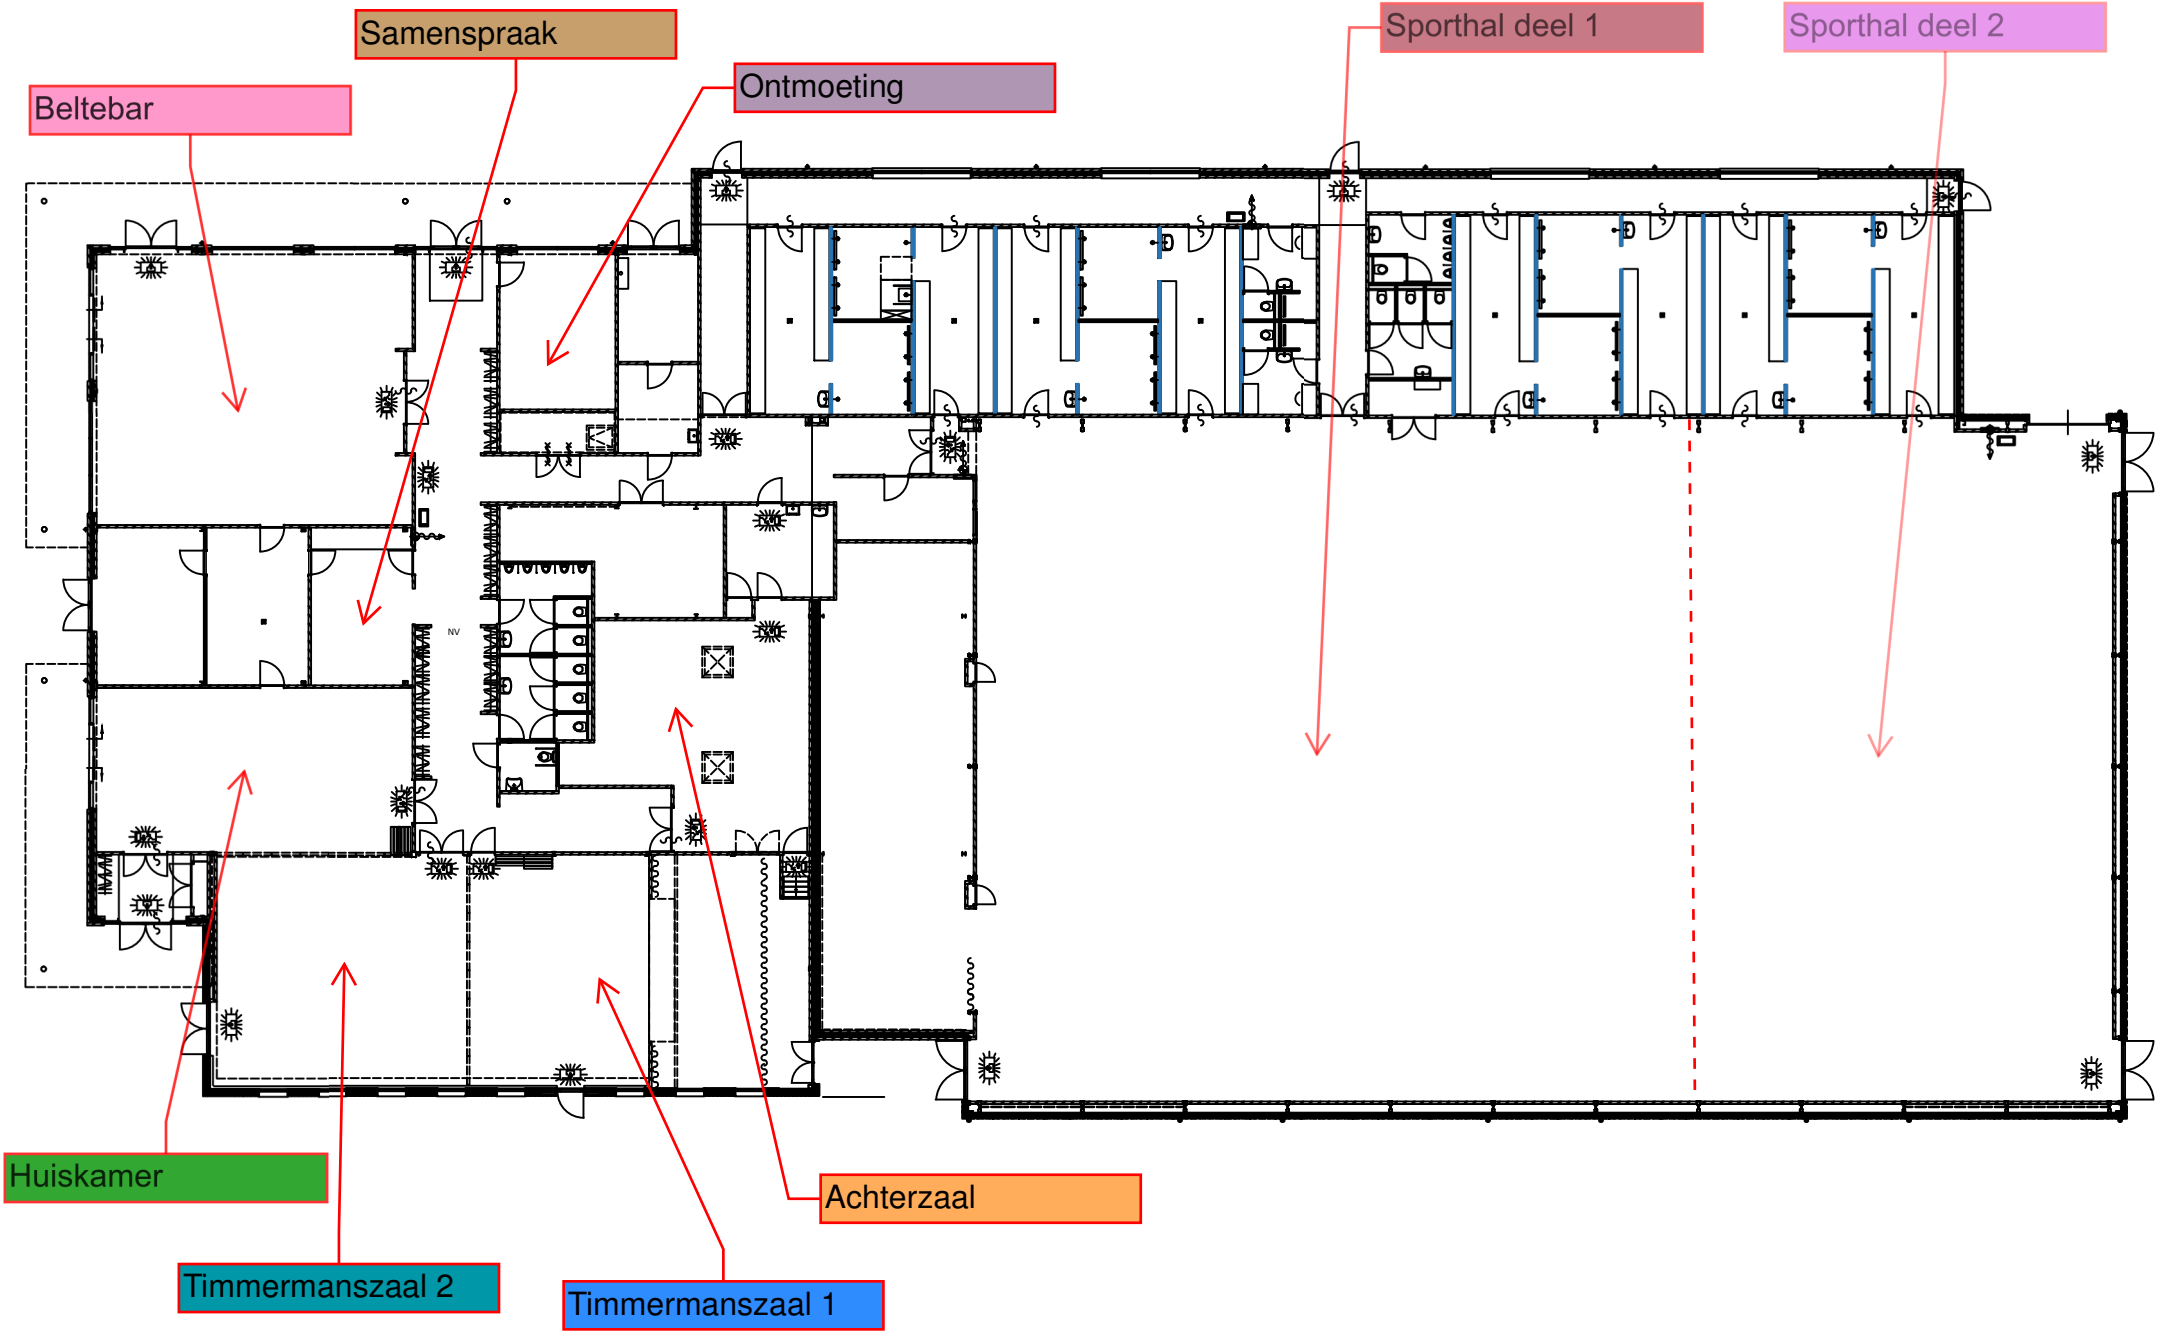 Samenspraak
Sporthal deel 1
Sporthal deel 2
Ontmoeting
Beltebar
NV
Huiskamer
Achterzaal
Timmermanszaal 2
Timmermanszaal 1